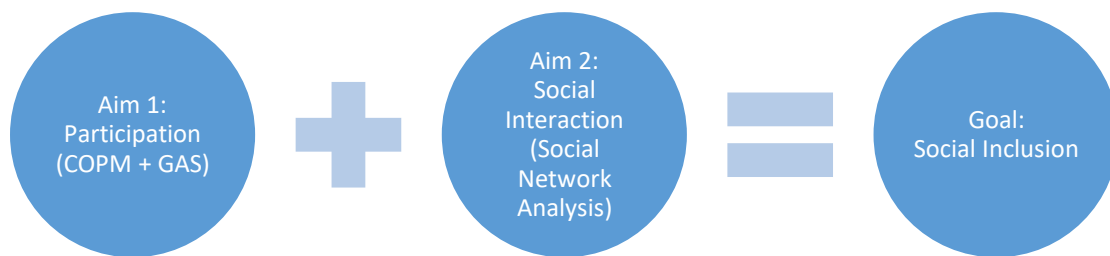 Aim 1:
Participation
(COPM + GAS)
Aim 2:
Social
Interaction
(Social
Network
Analysis)
Goal:
Social Inclusion